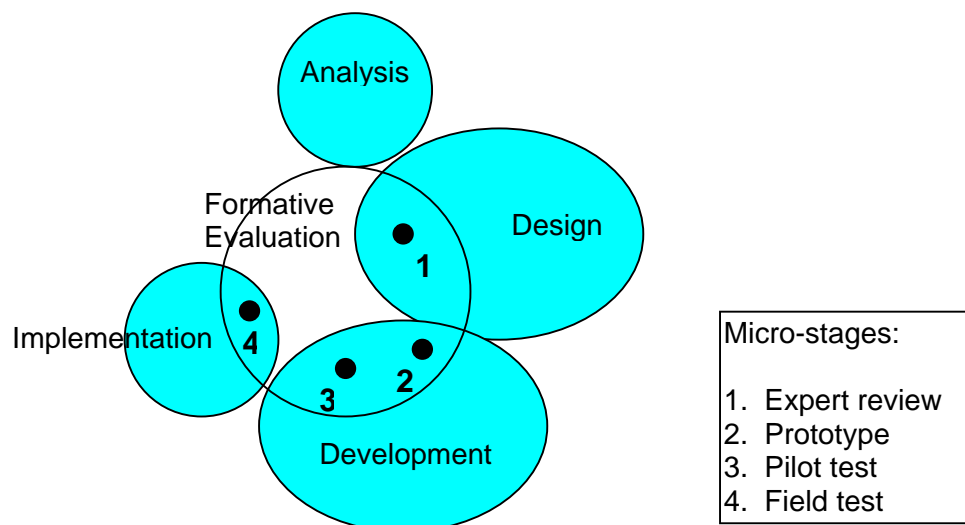 Analysis
Formative
Evaluation
Design
1
Implementation
4
3
2
Development
Micro-stages:
1. Expert review
2. Prototype
3. Pilot test
4. Field test